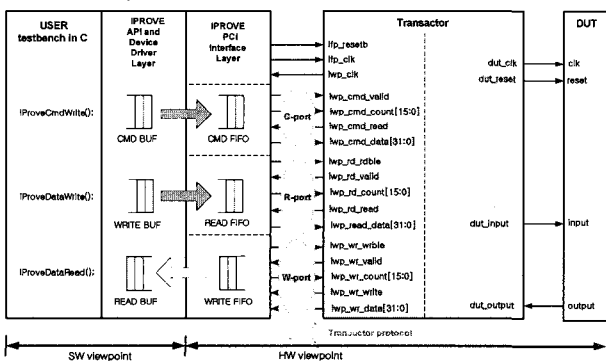 USER
testbench in C
IPROVE
API and
Device
Driver
Layer
IPROVE
PCI
Interface
Layer
Transactor
DUT
lfp_resetb
lfp_clk
lwp_clk
dut_clk
clk
dut_reset
reset
IProveCmdWrite();
CMD BUF
CMD FIFO
C-port
lwp_cmd_valid
lwp_cmd_count[15:0]
lwp_cmd_read
lwp_cmd_data[31:0]
IProveDataWrite();
WRITE BUF
READ FIFO
R-port
lwp_rd_rdble
lwp_rd_valid
lwp_rd_count[15:0]
lwp_rd_read
lwp_read_data[31:0]
dut_input
input
IProveDataRead();
READ BUF
WRITE FIFO
W-port
lwp_wr_wrble
lwp_wr_valid
lwp_wr_count[15:0]
lwp_wr_write
lwp_wr_data[31:0]
dut_output
output
Transactor protocol
SW viewpoint
HW viewpoint